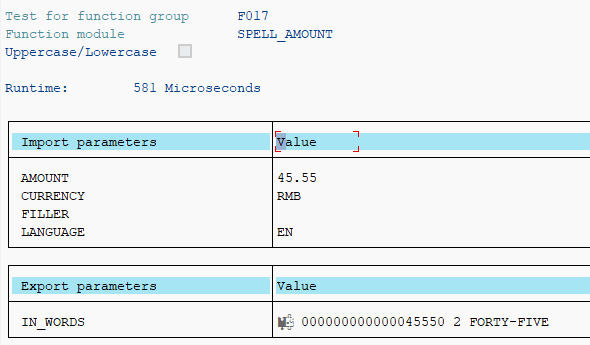 Test for function group F017
Function module SPELL_AMOUNT
Uppercase/Lowercase
Runtime: 581 Microseconds
Import parameters Value
AMOUNT 45.55
CURRENCY RMB
FILLER
LANGUAGE EN
Export parameters Value
IN_WORDS 000000000000045550 2 FORTY-FIVE